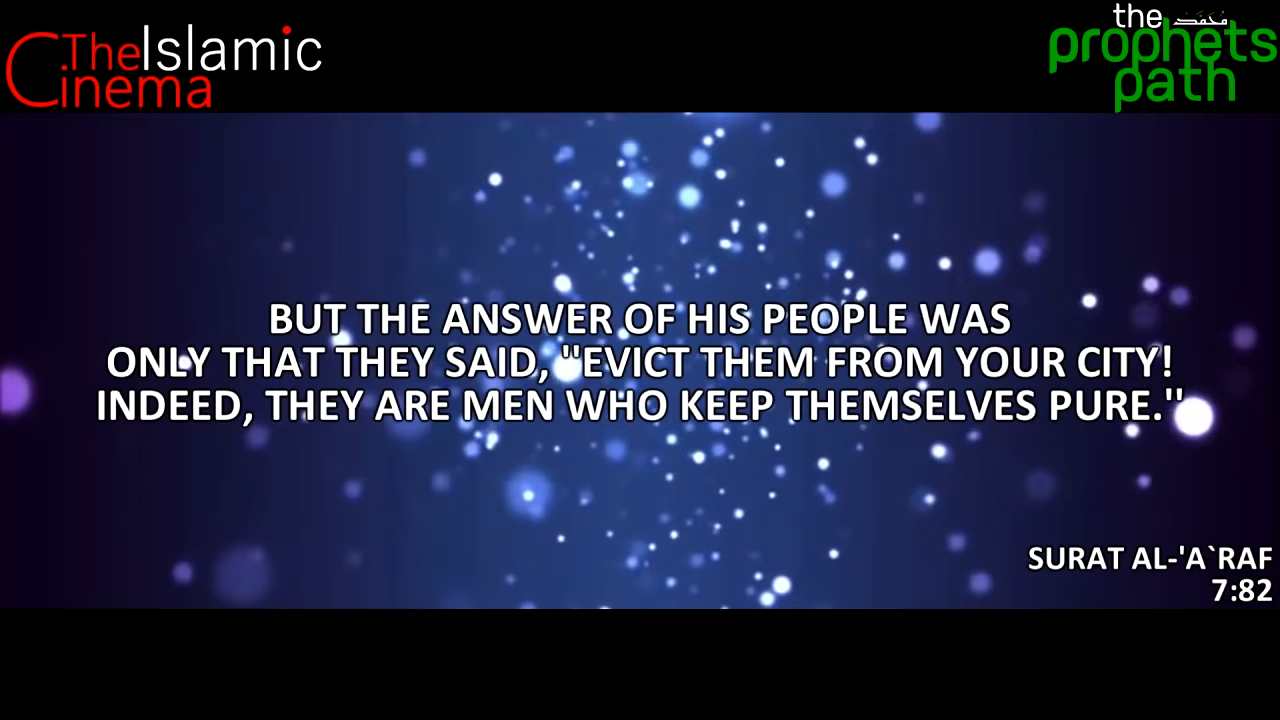 TheIslamic
Cinema
the محمد
prophets
path
BUT THE ANSWER OF HIS PEOPLE WAS
ONLY THAT THEY SAID, "EVICT THEM FROM YOUR CITY!
INDEED, THEY ARE MEN WHO KEEP THEMSELVES PURE."
SURAT AL-'A`RAF
7:82